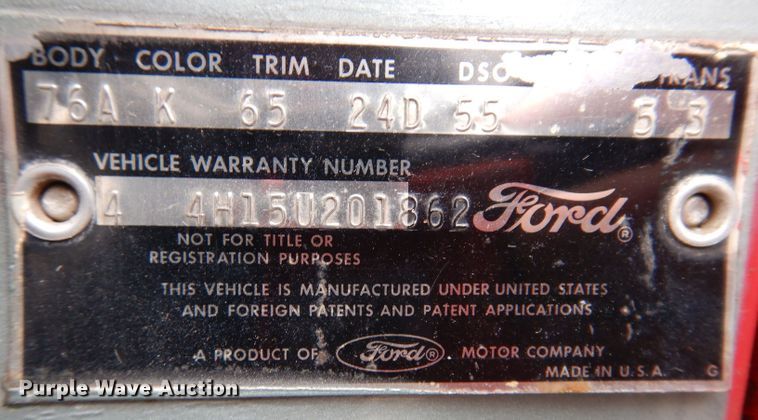 BODY COLOR TRIM DATE DSO TRANS
76A K 65 24D 55 5 3
VEHICLE WARRANTY NUMBER
4 4H15U201862 Ford®
NOT FOR TITLE OR
REGISTRATION PURPOSES
THIS VEHICLE IS MANUFACTURED UNDER UNITED STATES
AND FOREIGN PATENTS AND PATENT APPLICATIONS
A PRODUCT OF Ford® MOTOR COMPANY
MADE IN U.S.A. G
Purple Wave Auction